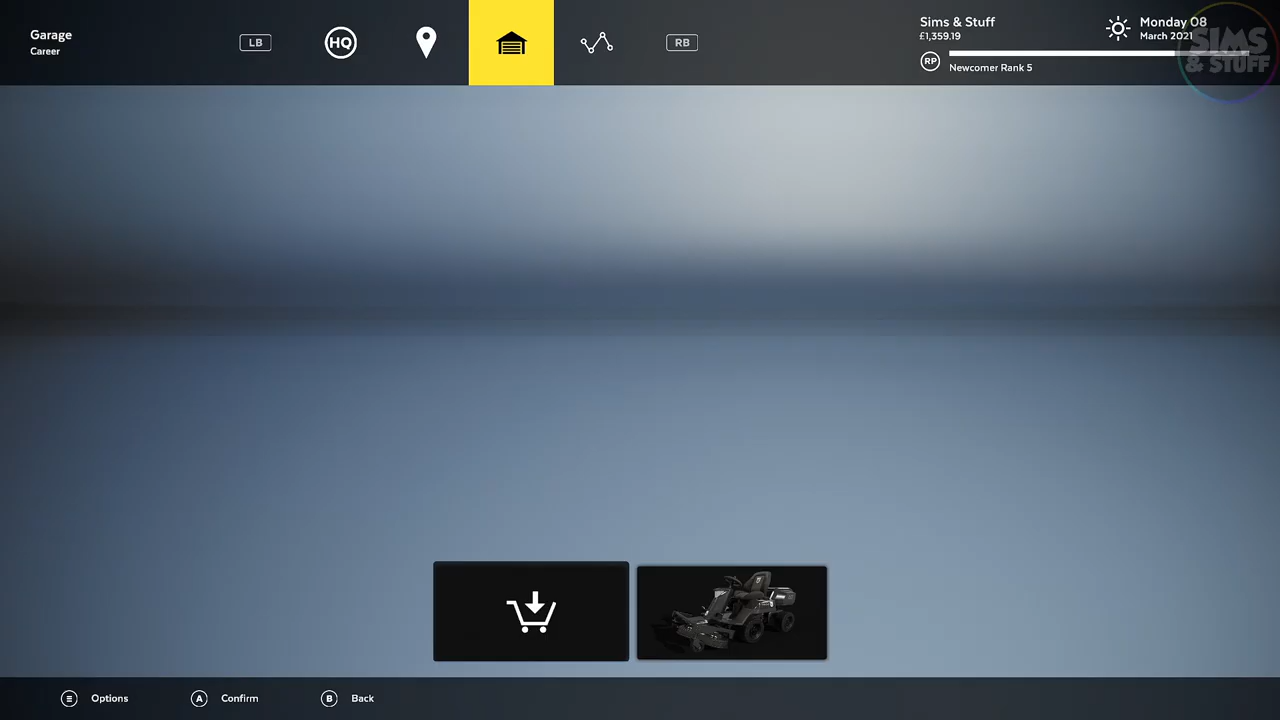 Garage
Career
LB
HQ
RB
Sims & Stuff
£1,359.19
RP
Newcomer Rank 5
Monday 08
March 2021
SIMS
& STUFF
Options
A
Confirm
B
Back